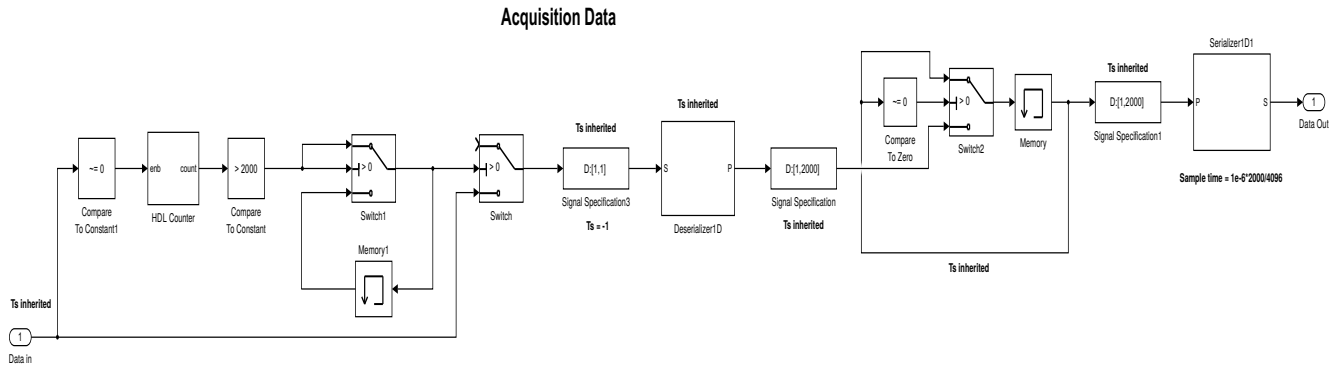 Acquisition Data
Ts inherited
1
Data in
~= 0
Compare
To Constant1
enb
count
HDL Counter
> 2000
Compare
To Constant
> 0
Switch1
Memory1
> 0
Switch
Ts inherited
D:[1,1]
Signal Specification3
Ts = -1
Ts inherited
S
P
Deserializer1D
D:[1,2000]
Signal Specification
Ts inherited
~= 0
Compare
To Zero
> 0
Switch2
Memory
Ts inherited
Ts inherited
D:[1,2000]
Signal Specification1
Serializer1D1
P
S
Sample time = 1e-6*2000/4096
1
Data Out